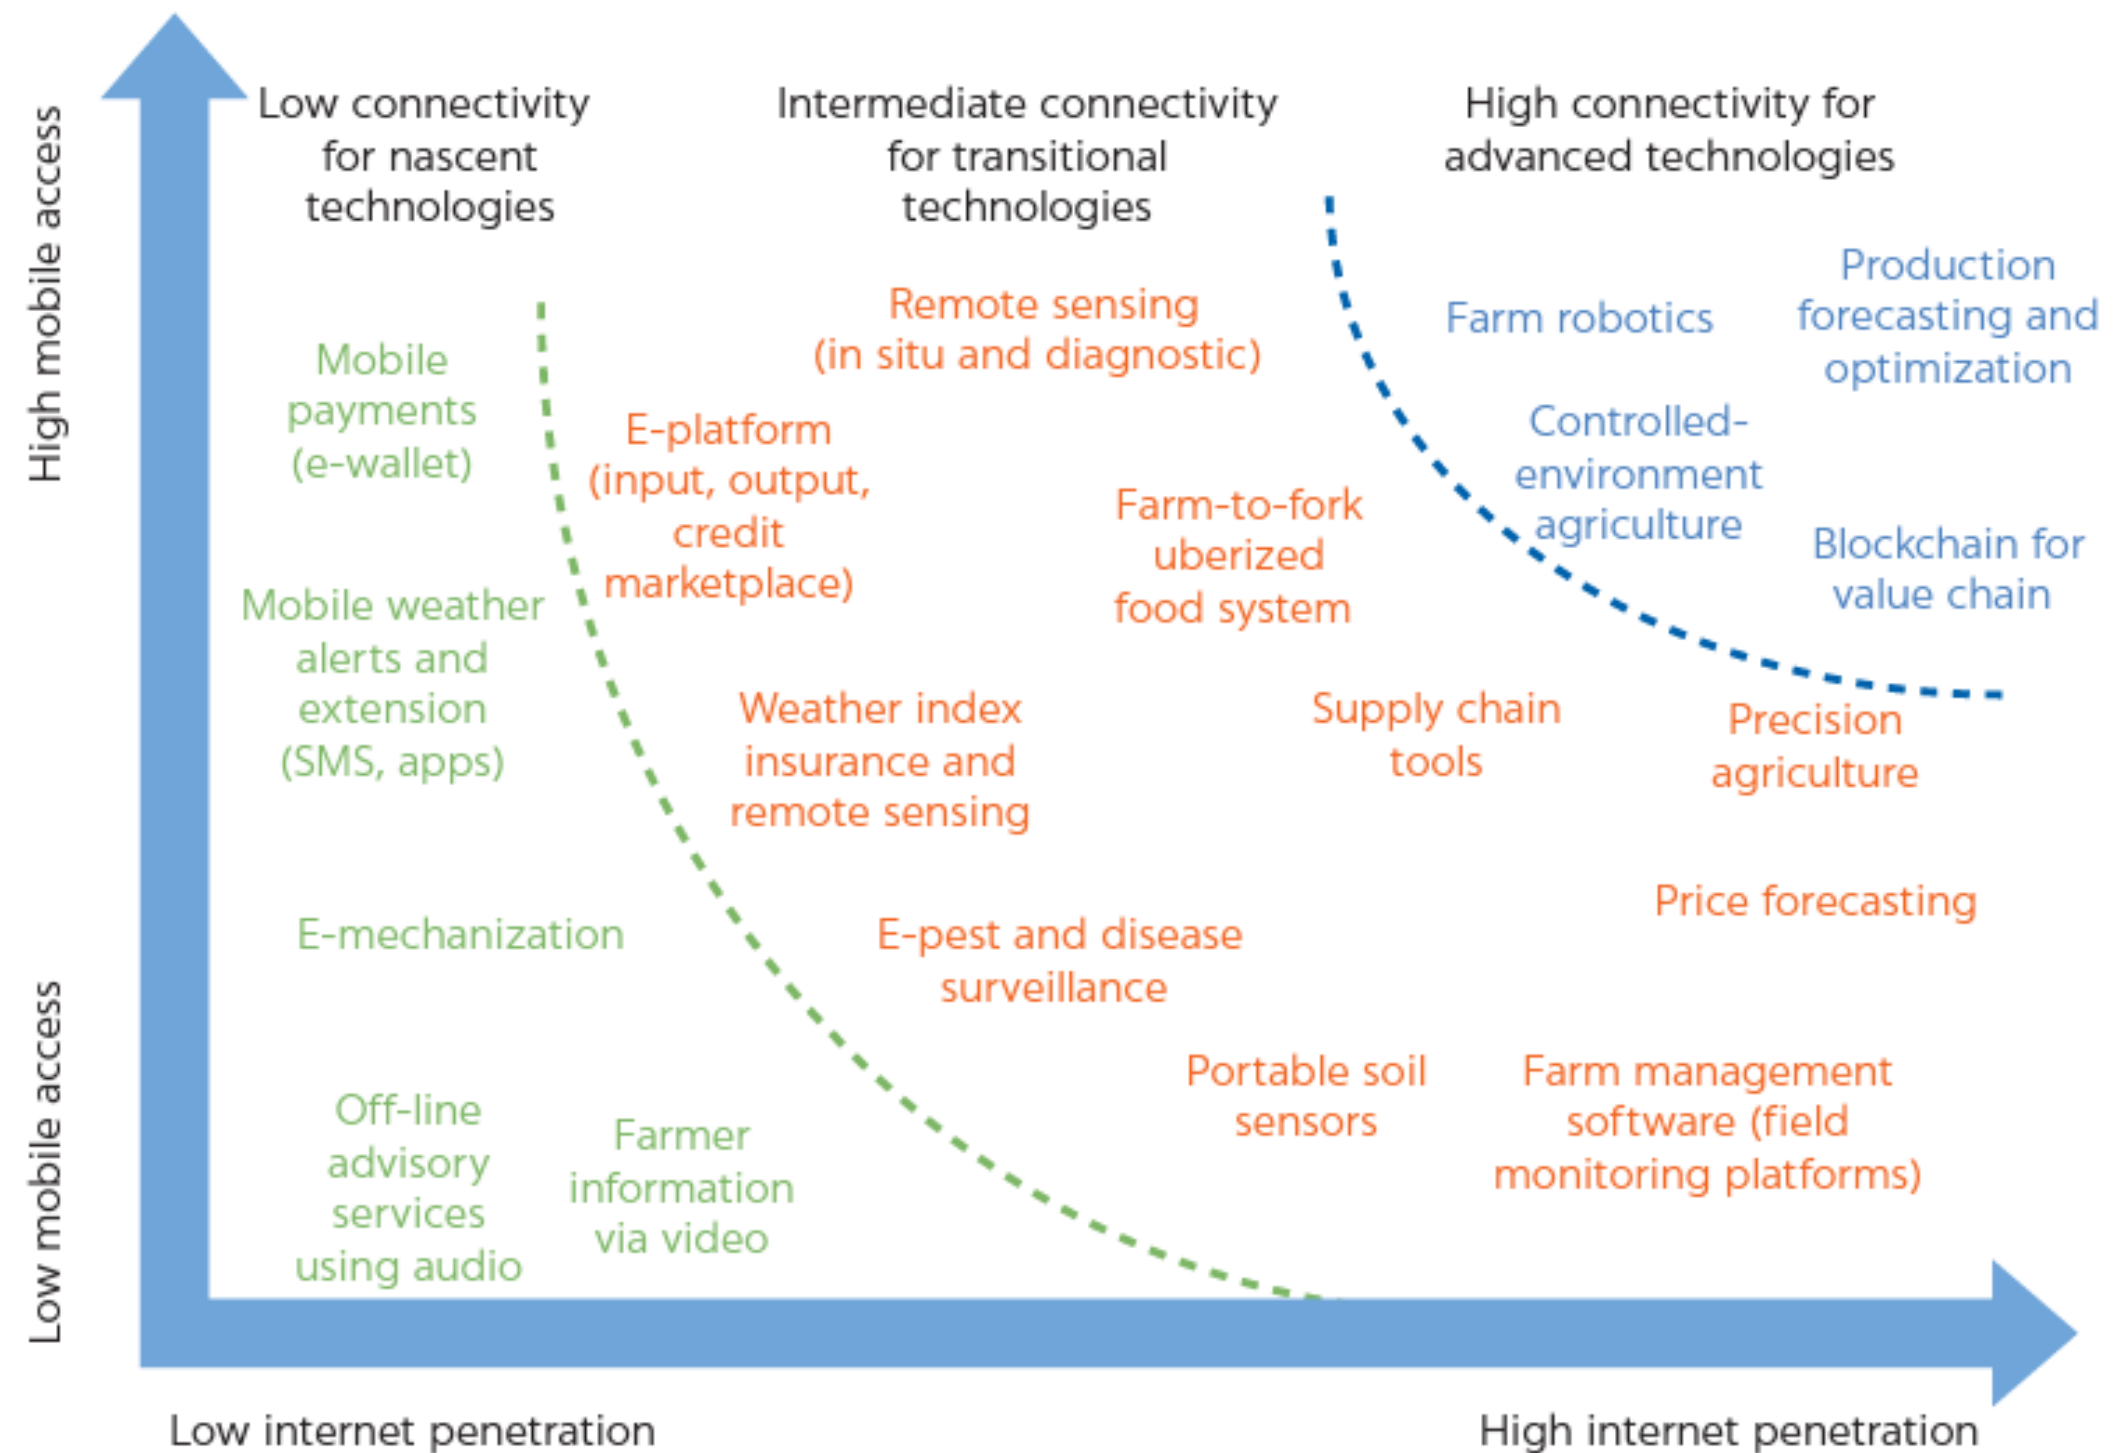 High mobile access
Low mobile access
Low connectivity
for nascent
technologies
Intermediate connectivity
for transitional
technologies
High connectivity for
advanced technologies
Mobile
payments
(e-wallet)
Mobile weather
alerts and
extension
(SMS, apps)
E-mechanization
Off-line
advisory
services
using audio
Farmer
information
via video
Remote sensing
(in situ and diagnostic)
E-platform
(input, output,
credit
marketplace)
Farm-to-fork
uberized
food system
Weather index
insurance and
remote sensing
Supply chain
tools
Precision
agriculture
Price forecasting
E-pest and disease
surveillance
Portable soil
sensors
Farm management
software (field
monitoring platforms)
Farm robotics
Production
forecasting and
optimization
Controlled-
environment
agriculture
Blockchain for
value chain
Low internet penetration
High internet penetration